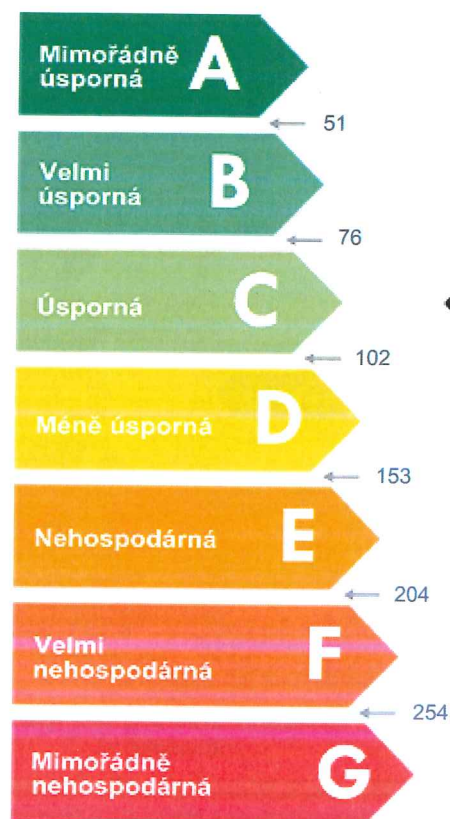 Mimořádně
úsporná
A
51
Velmi
úsporná
B
76
Úsporná
C
102
Méně úsporná
D
153
Nehospodárná
E
204
Velmi
nehospodárná
F
254
Mimořádně
nehospodárná
G